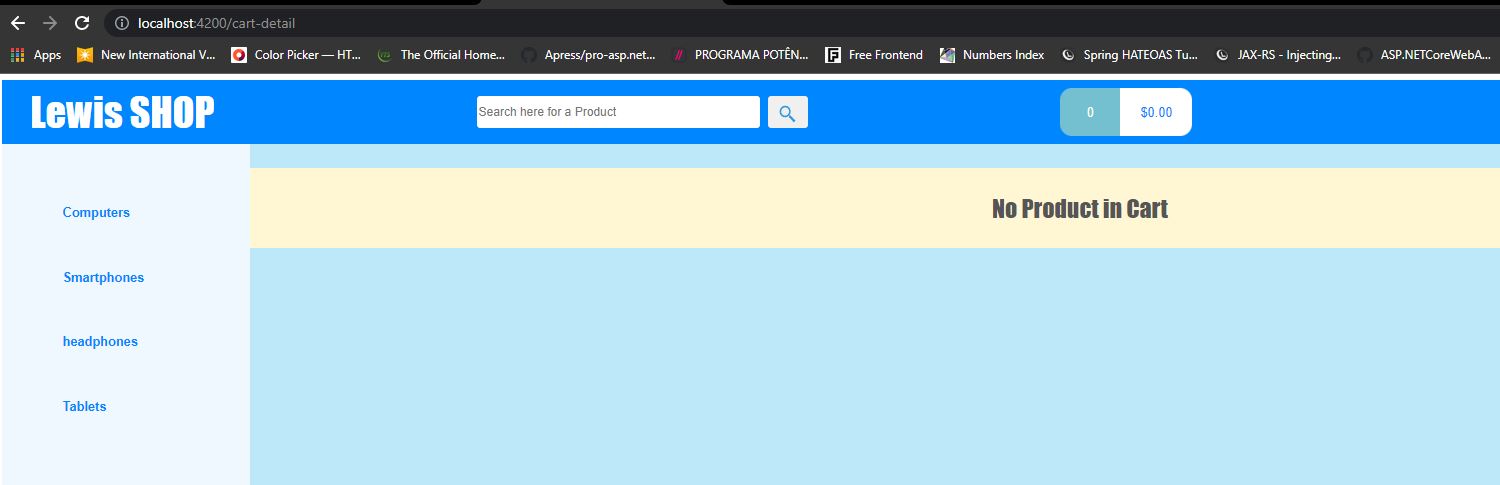 localhost:4200/cart-detail
Apps New International V... Color Picker — HT... The Official Home... Apress/pro-asp.net... PROGRAMA POTÊN... Free Frontend Numbers Index Spring HATEOAS Tu... JAX-RS - Injecting... ASP.NETCoreWebA...
Lewis SHOP Search here for a Product 0 $0.00
No Product in Cart
Computers
Smartphones
headphones
Tablets